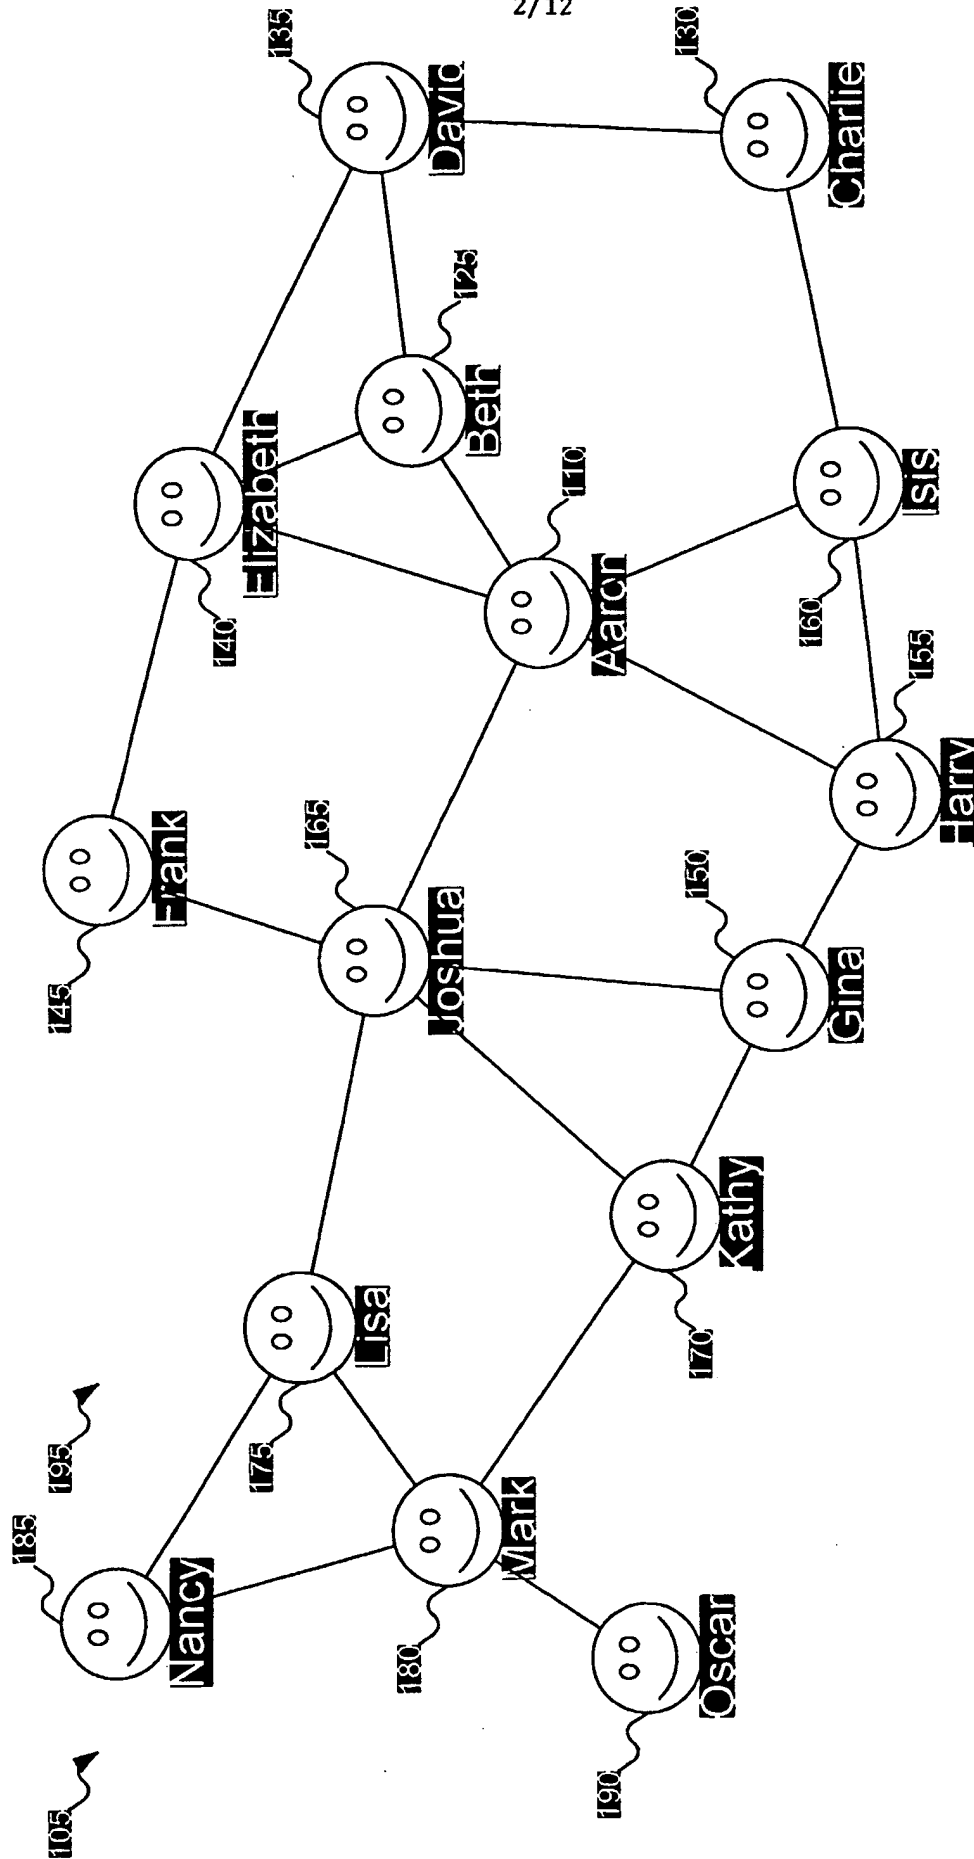 2/12
105
195
185
Nancy
180
Mark
190
Oscar
175
Lisa
145
Frank
165
Joshua
170
Kathy
150
Gina
140
Elizabeth
125
Beth
110
Aaron
155
Harry
160
Isis
135
David
130
Charlie